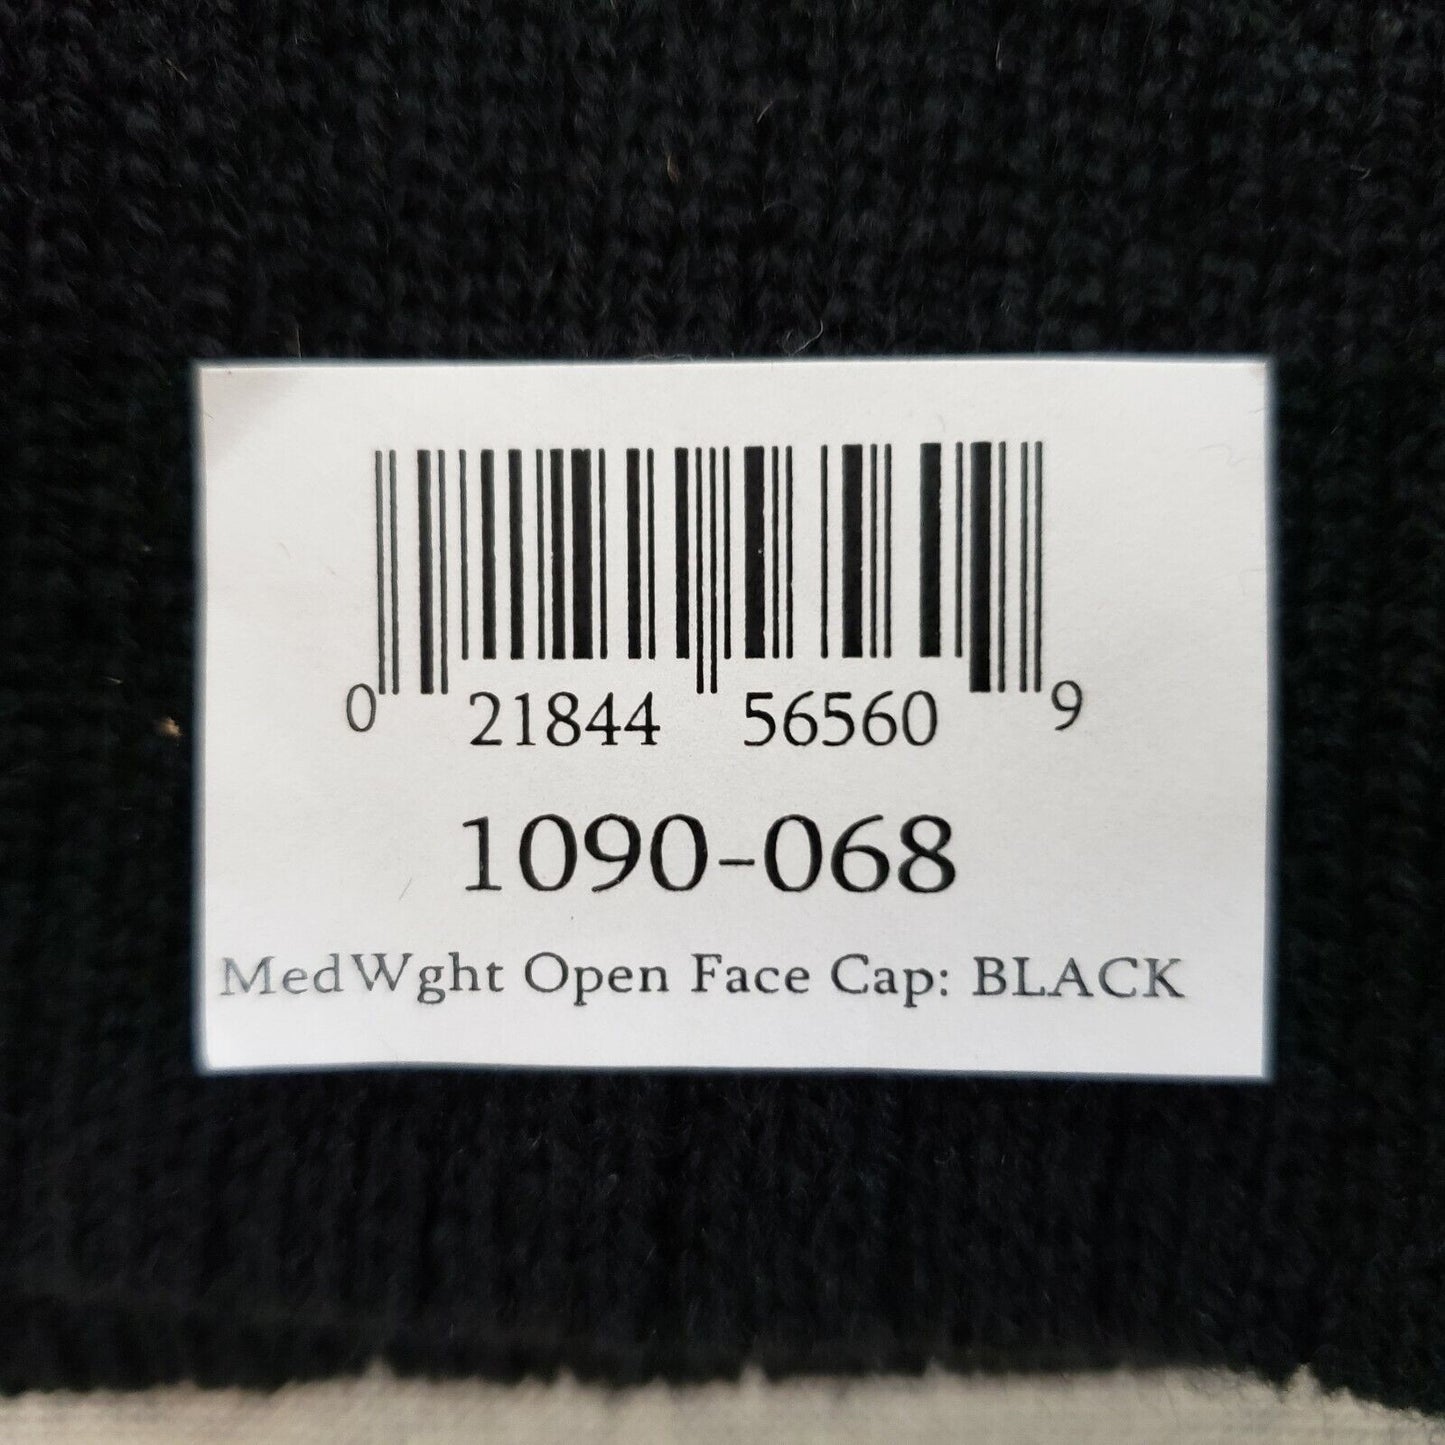 0 21844 56560 9
1090-068
MedWght Open Face Cap: BLACK